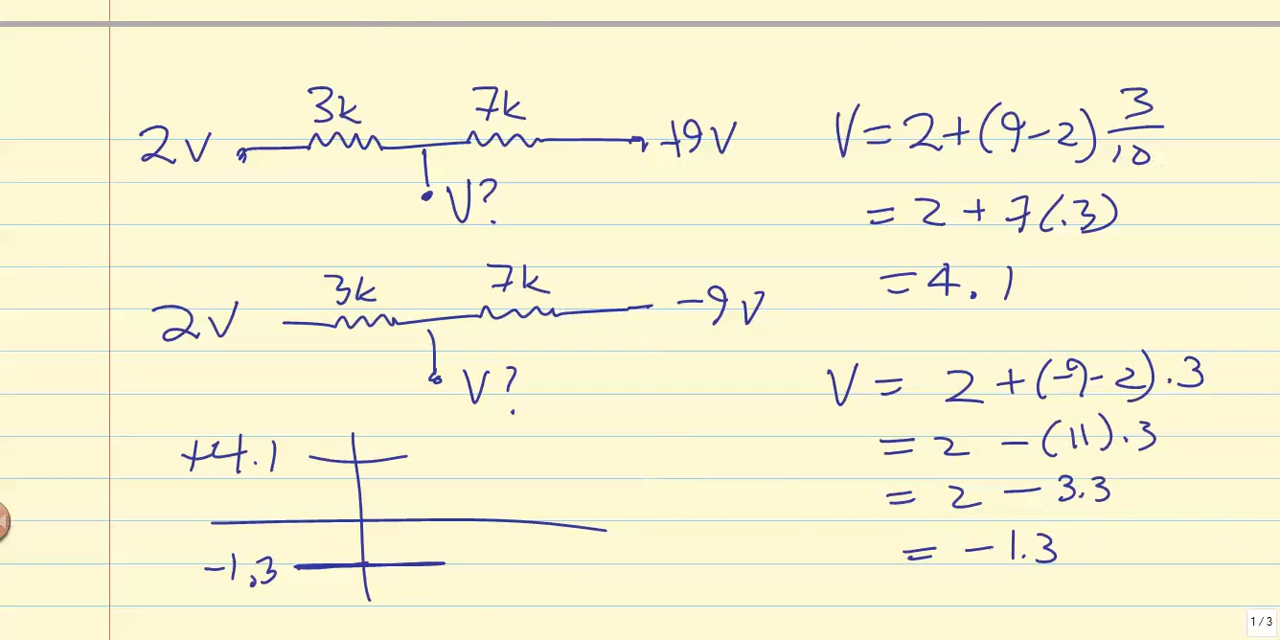 3k 7k
2V +9V
V?
V = 2 + (9 - 2) 3/10
= 2 + 7(.3)
= 4.1
3k 7k
2V -9V
V?
V = 2 + (-9 - 2) .3
= 2 - (11) .3
= 2 - 3.3
= -1.3
+4.1
-1.3
1 / 3